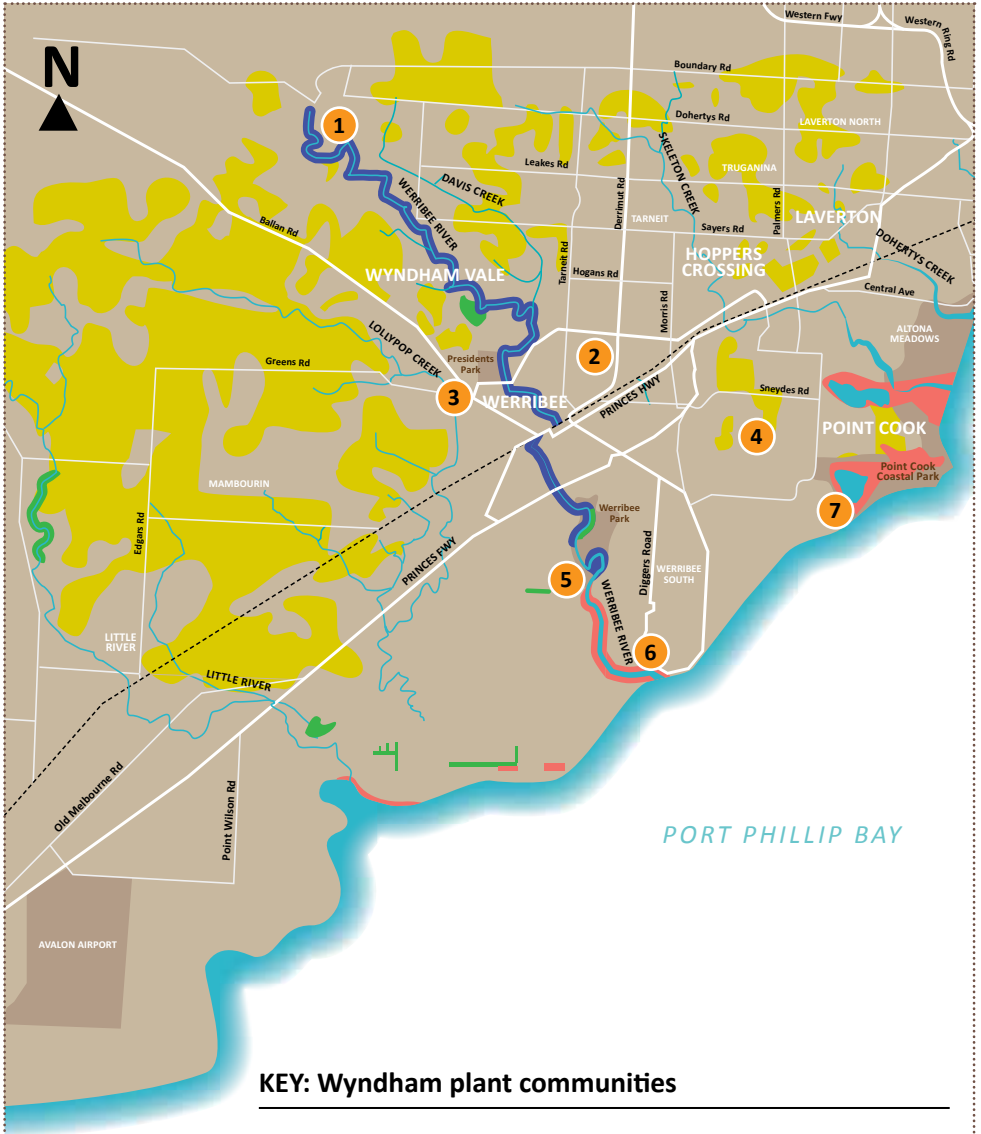 Western Fwy
Western Ring Rd
N
Boundary Rd
1
Dohertys Rd
LAVERTON NORTH
SKELETON CREEK
Leakes Rd
TRUGANINA
DAVIS CREEK
WERRIBEE RIVER
Derrimut Rd
Palmers Rd
TARNEIT
LAVERTON
Ballan Rd
Sayers Rd
DOHERTYS CREEK
Tarneit Rd
HOPPERS
CROSSING
WYNDHAM VALE
Hogans Rd
Central Ave
Morris Rd
LOLLYPOP CREEK
ALTONA
MEADOWS
Greens Rd
Presidents
Park
2
PRINCES HWY
Sneydes Rd
3
WERRIBEE
4
POINT COOK
Point Cook
Coastal Park
MAMBOURIN
7
Werribee
Park
Edgars Rd
PRINCES FWY
Diggers Road
WERRIBEE
SOUTH
5
WERRIBEE RIVER
LITTLE
RIVER
6
LITTLE RIVER
Old Melbourne Rd
Point Wilson Rd
PORT PHILLIP BAY
AVALON AIRPORT
KEY: Wyndham plant communities